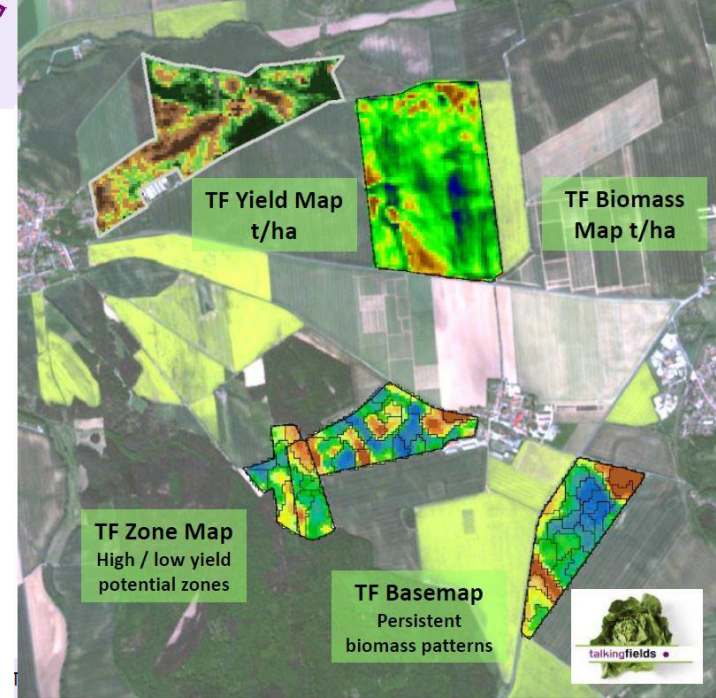 TF Yield Map
t/ha
TF Biomass
Map t/ha
TF Zone Map
High / low yield
potential zones
TF Basemap
Persistent
biomass patterns
talkingfields